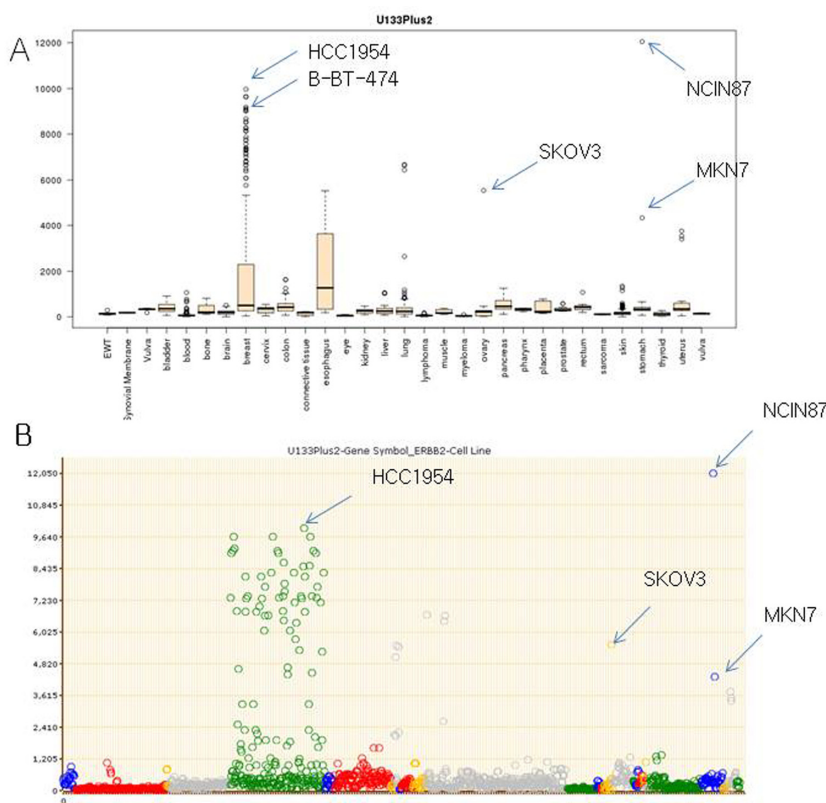 U133Plus2
A
HCC1954
B-BT-474
NCIN87
SKOV3
MKN7
12000
10000
8000
6000
4000
2000
0
EWT
Synovial Membrane
Vulva
bladder
blood
bone
brain
breast
cervix
colon
connective tissue
esophagus
eye
kidney
liver
lung
lymphoma
muscle
myeloma
ovary
pancreas
pharynx
placenta
prostate
rectum
sarcoma
skin
stomach
thyroid
uterus
vulva
B
NCIN87
U133Plus2-Gene Symbol_ERBB2-Cell Line
HCC1954
SKOV3
MKN7
12,050
10,845
9,640
8,435
7,230
6,025
4,820
3,615
2,410
1,205
0
0